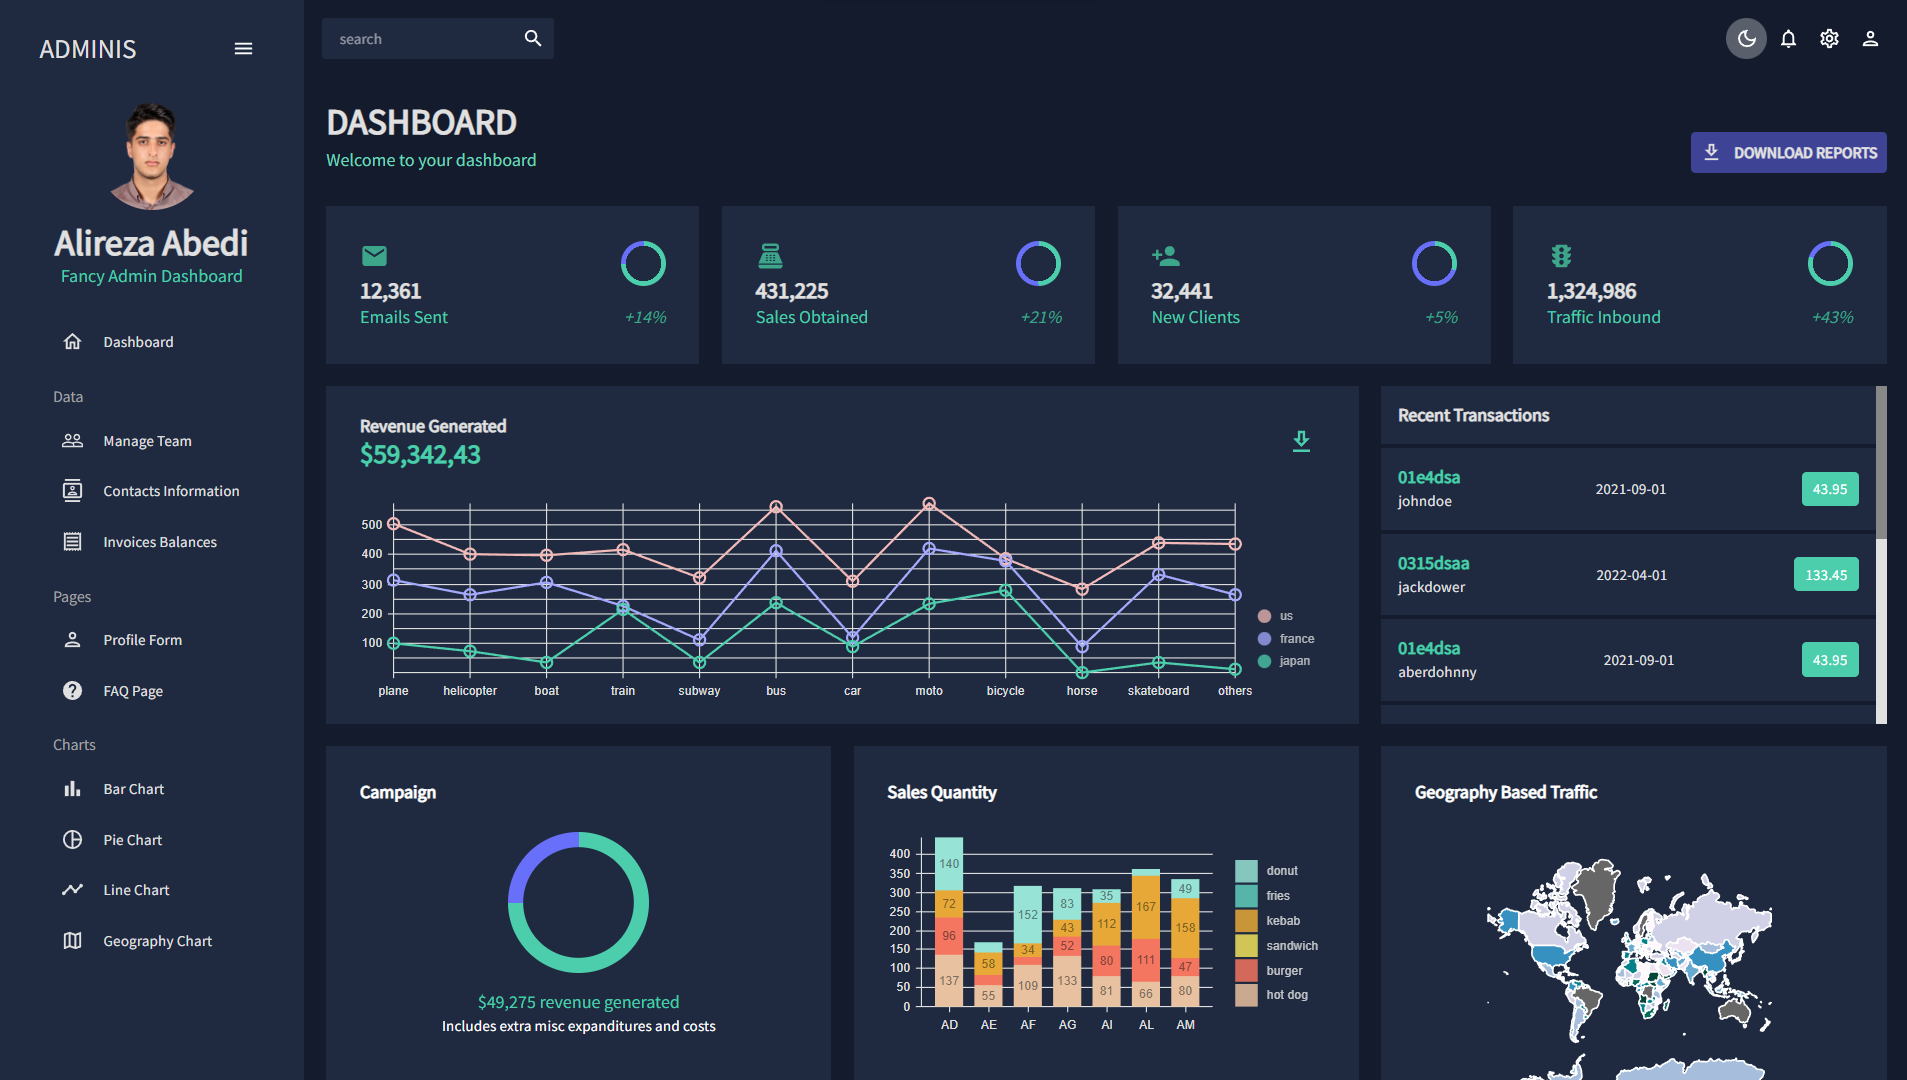 ADMINIS
search
Alireza Abedi
Fancy Admin Dashboard
Dashboard
Data
Manage Team
Contacts Information
Invoices Balances
Pages
Profile Form
FAQ Page
Charts
Bar Chart
Pie Chart
Line Chart
Geography Chart
DASHBOARD
Welcome to your dashboard
DOWNLOAD REPORTS
12,361
Emails Sent
+14%
431,225
Sales Obtained
+21%
32,441
New Clients
+5%
1,324,986
Traffic Inbound
+43%
Revenue Generated
$59,342,43
500
400
300
200
100
plane helicopter boat train subway bus car moto bicycle horse skateboard others
us
france
japan
Recent Transactions
01e4dsa
johndoe
2021-09-01
43.95
0315dsaa
jackdower
2022-04-01
133.45
01e4dsa
aberdohnny
2021-09-01
43.95
Campaign
$49,275 revenue generated
Includes extra misc expanditures and costs
Sales Quantity
400
350
300
250
200
150
100
50
0
140
72
96
137
58
55
152
34
109
83
43
52
133
35
112
80
81
167
111
66
49
158
47
80
AD AE AF AG AI AL AM
donut
fries
kebab
sandwich
burger
hot dog
Geography Based Traffic